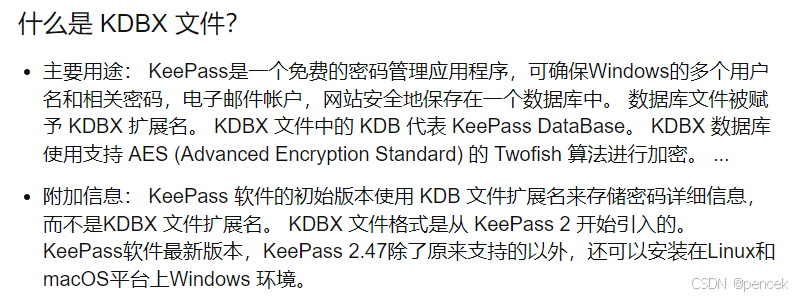 什么是 KDBX 文件？
• 主要用途： KeePass是一个免费的密码管理应用程序，可确保Windows的多个用户
名和相关密码，电子邮件帐户，网站安全地保存在一个数据库中。 数据库文件被赋
予 KDBX 扩展名。 KDBX 文件中的 KDB 代表 KeePass DataBase。 KDBX 数据库
使用支持 AES (Advanced Encryption Standard) 的 Twofish 算法进行加密。 ...
• 附加信息： KeePass 软件的初始版本使用 KDB 文件扩展名来存储密码详细信息，
而不是KDBX 文件扩展名。 KDBX 文件格式是从 KeePass 2 开始引入的。
KeePass软件最新版本，KeePass 2.47除了原来支持的以外，还可以安装在Linux和
macOS平台上Windows 环境。
CSDN @pencek